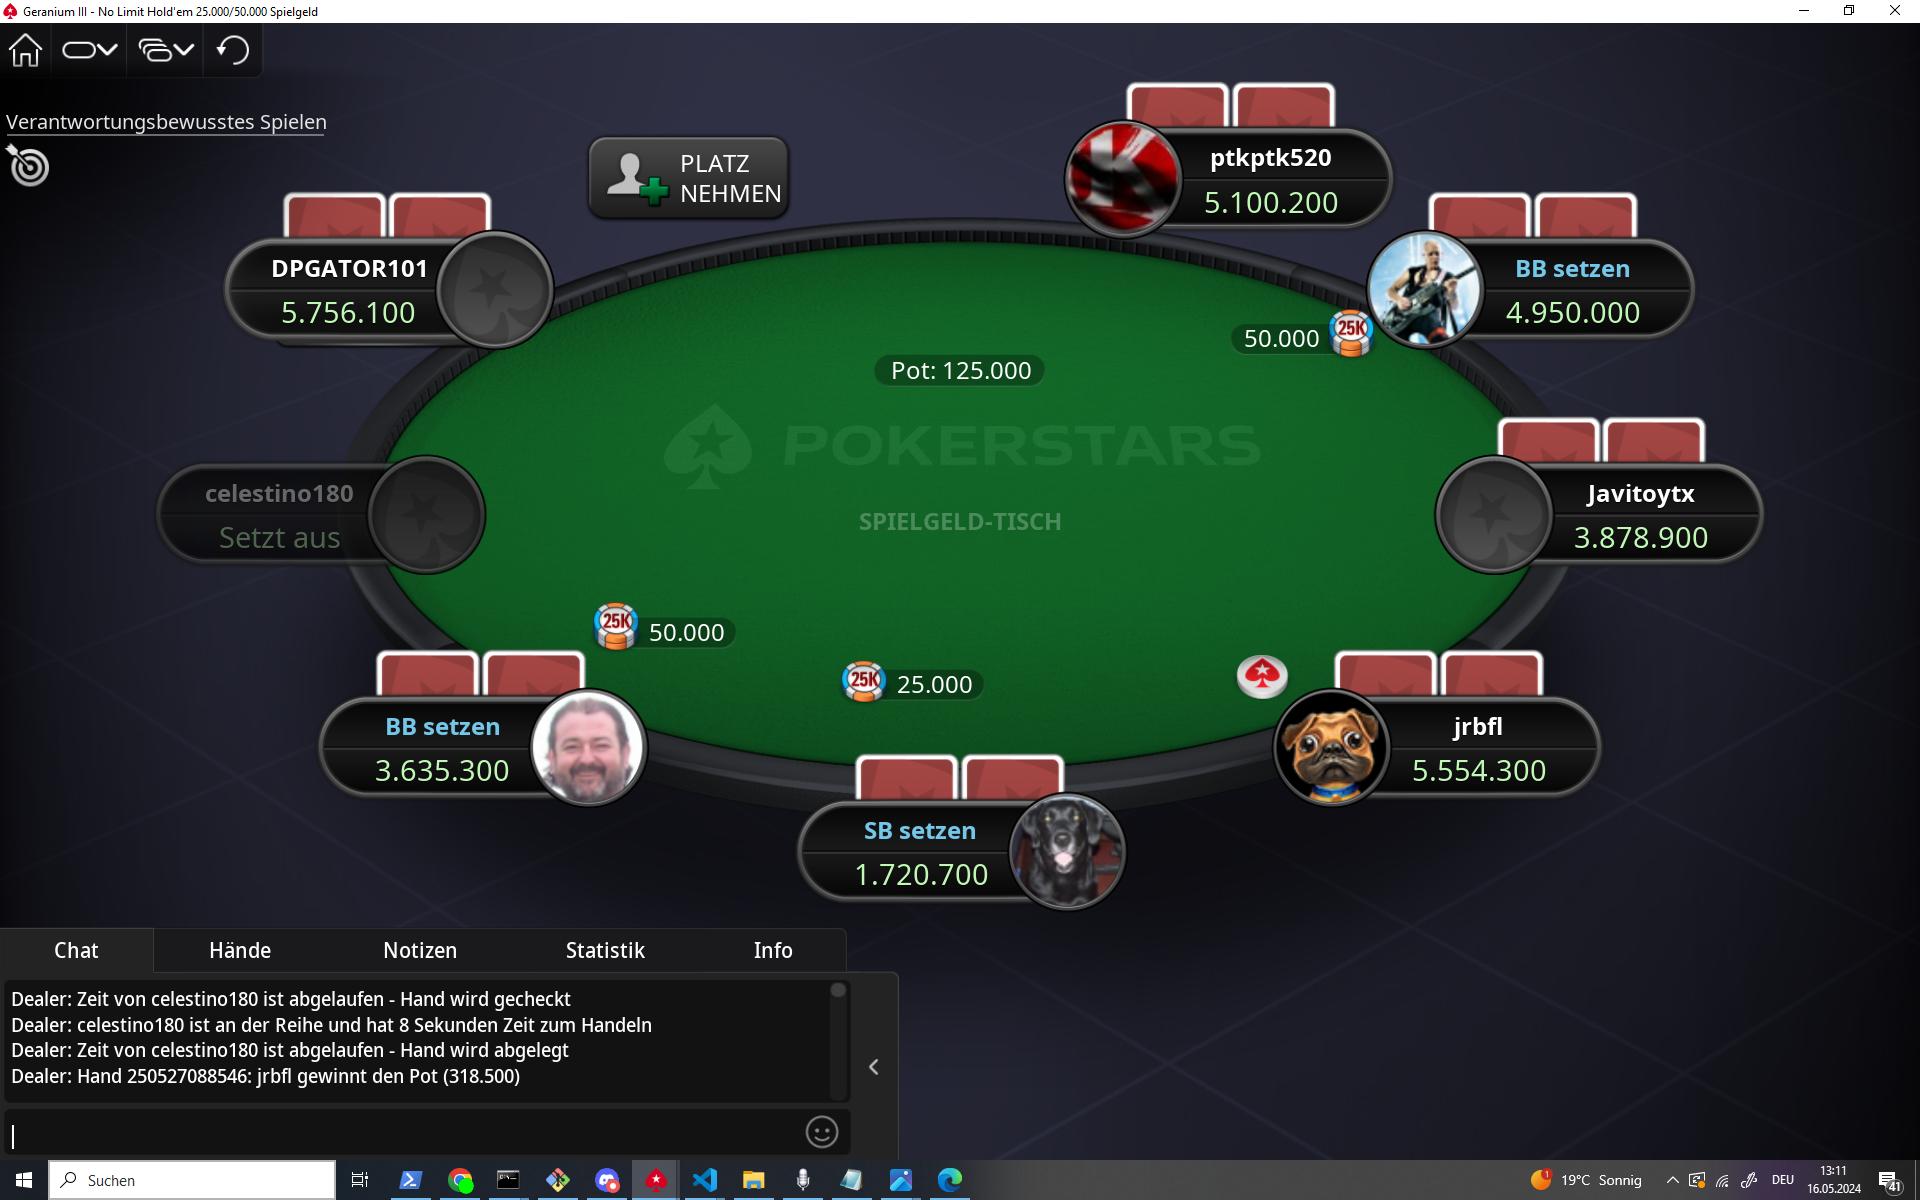 Geranium III - No Limit Hold'em 25.000/50.000 Spielgeld
Verantwortungsbewusstes Spielen
PLATZ
NEHMEN
ptkptk520
5.100.200
DPGATOR101
5.756.100
BB setzen
4.950.000
50.000
25K
Pot: 125.000
POKERSTARS
SPIELGELD-TISCH
celestino180
Setzt aus
Javitoytx
3.878.900
25K
50.000
25K
25.000
BB setzen
3.635.300
jrbfl
5.554.300
SB setzen
1.720.700
Chat Hände Notizen Statistik Info
Dealer: Zeit von celestino180 ist abgelaufen - Hand wird gecheckt
Dealer: celestino180 ist an der Reihe und hat 8 Sekunden Zeit zum Handeln
Dealer: Zeit von celestino180 ist abgelaufen - Hand wird abgelegt
Dealer: Hand 250527088546: jrbfl gewinnt den Pot (318.500)
Suchen
1
19°C Sonnig
DEU
13:11
16.05.2024
41